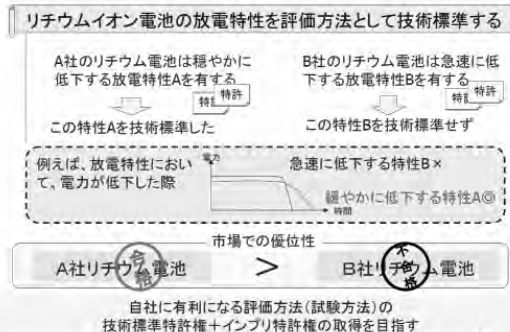 リチウムイオン電池の放電特性を評価方法として技術標準する
A社のリチウム電池は穏やかに
低下する放電特性Aを有する
特許
特許
この特性Aを技術標準した
B社のリチウム電池は急速に低
下する放電特性Bを有する
特許
特許
この特性Bを技術標準せず
例えば、放電特性におい
て、電力が低下した際
電力
急速に低下する特性B×
緩やかに低下する特性A◎
時間
市場での優位性
A社リチウム電池
合格
>
B社リチウム電池
不合格
自社に有利になる評価方法(試験方法)の
技術標準特許権+インプリ特許権の取得を目指す